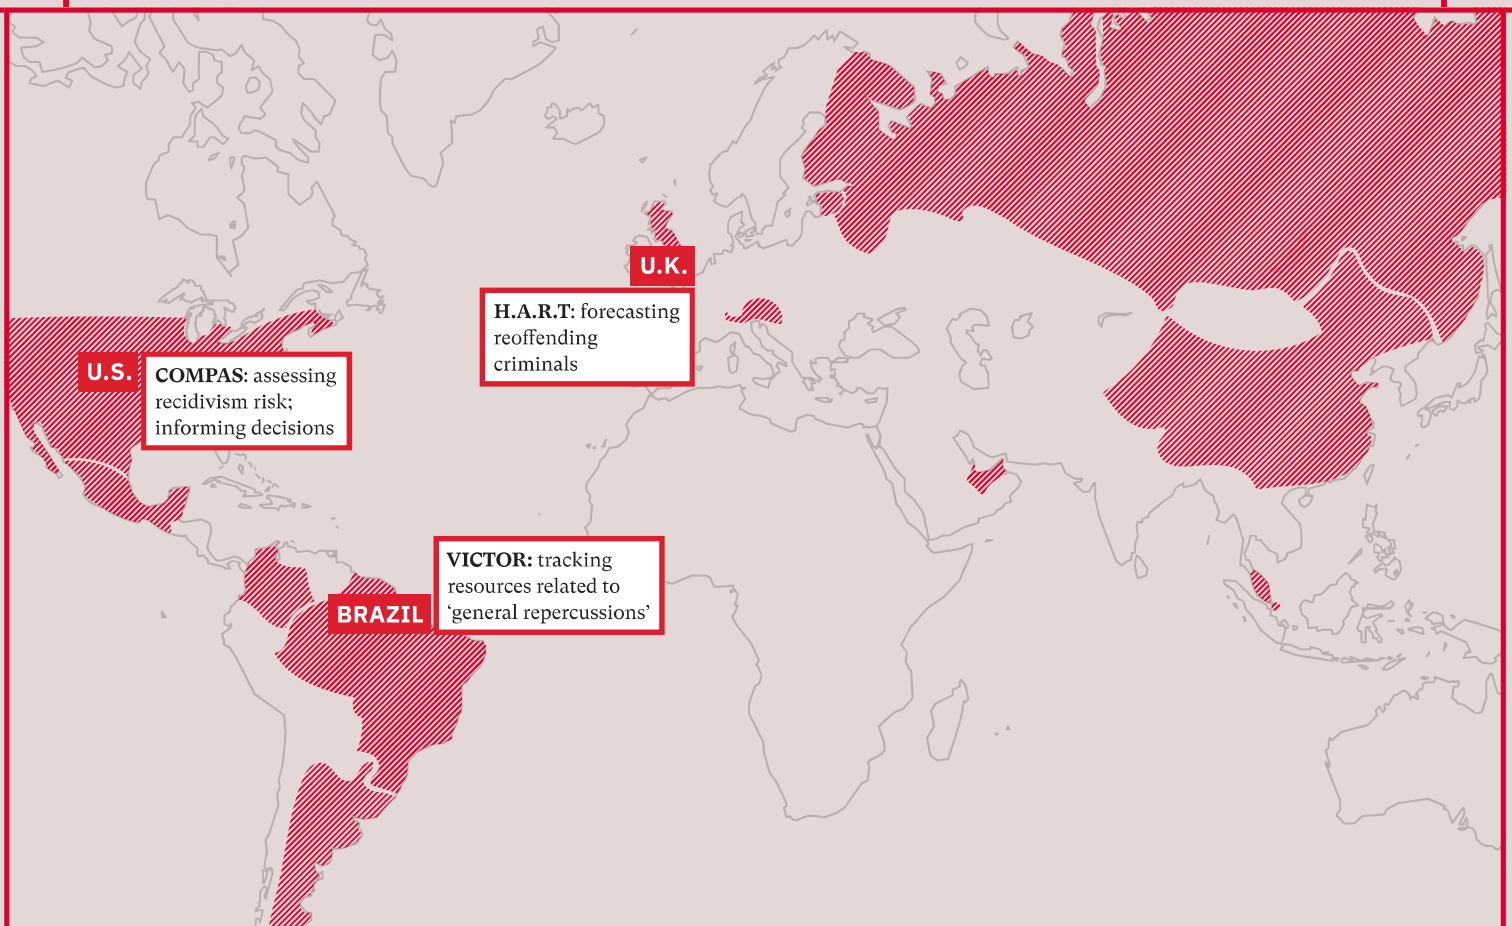 U.K.
H.A.R.T: forecasting
reoffending
criminals
U.S.
COMPAS: assessing
recidivism risk;
informing decisions
BRAZIL
VICTOR: tracking
resources related to
‘general repercussions’